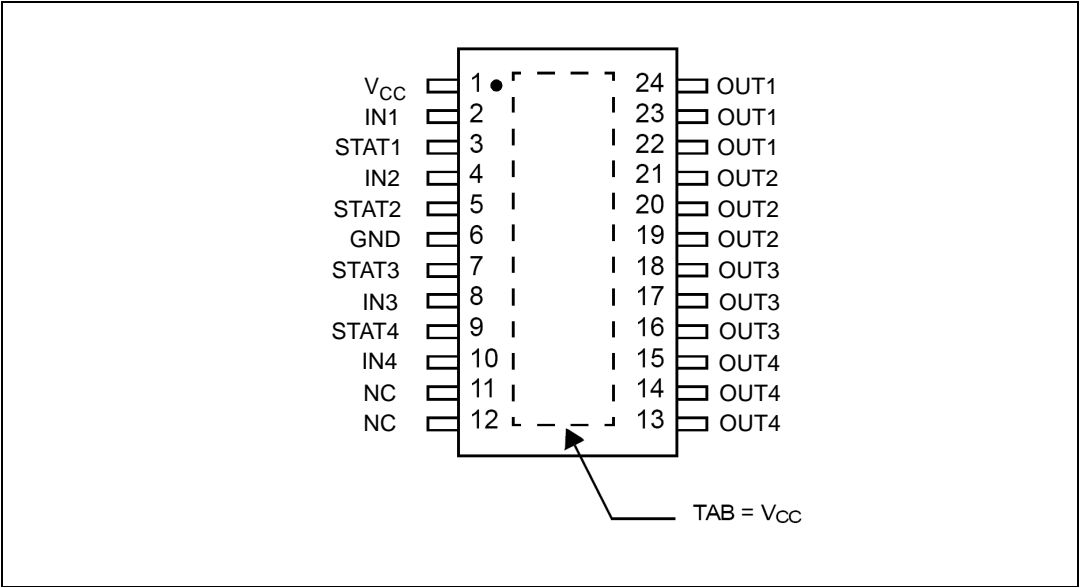 VCC 1 24 OUT1
IN1 2 23 OUT1
STAT1 3 22 OUT1
IN2 4 21 OUT2
STAT2 5 20 OUT2
GND 6 19 OUT2
STAT3 7 18 OUT3
IN3 8 17 OUT3
STAT4 9 16 OUT3
IN4 10 15 OUT4
NC 11 14 OUT4
NC 12 13 OUT4
TAB = VCC